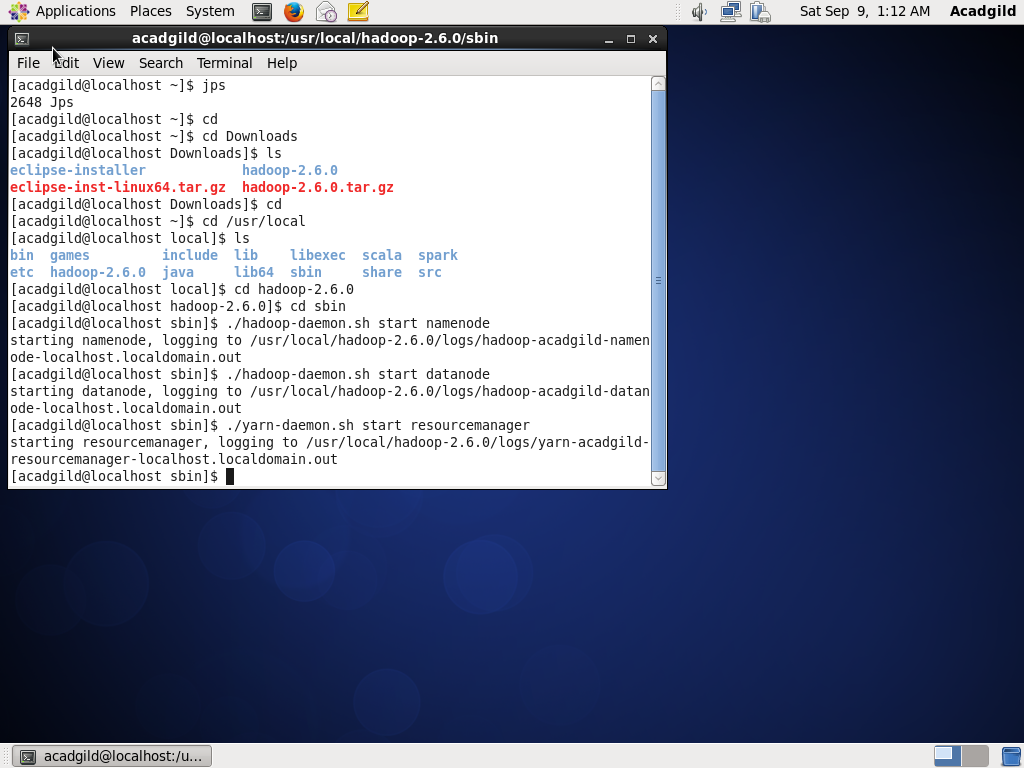 Applications Places System
Sat Sep 9, 1:12 AM Acadgild
acadgild@localhost:/usr/local/hadoop-2.6.0/sbin
File Edit View Search Terminal Help
[acadgild@localhost ~]$ jps
2648 Jps
[acadgild@localhost ~]$ cd
[acadgild@localhost ~]$ cd Downloads
[acadgild@localhost Downloads]$ ls
eclipse-installer hadoop-2.6.0
eclipse-inst-linux64.tar.gz hadoop-2.6.0.tar.gz
[acadgild@localhost Downloads]$ cd
[acadgild@localhost ~]$ cd /usr/local
[acadgild@localhost local]$ ls
bin games include lib libexec scala spark
etc hadoop-2.6.0 java lib64 sbin share src
[acadgild@localhost local]$ cd hadoop-2.6.0
[acadgild@localhost hadoop-2.6.0]$ cd sbin
[acadgild@localhost sbin]$ ./hadoop-daemon.sh start namenode
starting namenode, logging to /usr/local/hadoop-2.6.0/logs/hadoop-acadgild-namen
ode-localhost.localdomain.out
[acadgild@localhost sbin]$ ./hadoop-daemon.sh start datanode
starting datanode, logging to /usr/local/hadoop-2.6.0/logs/hadoop-acadgild-datan
ode-localhost.localdomain.out
[acadgild@localhost sbin]$ ./yarn-daemon.sh start resourcemanager
starting resourcemanager, logging to /usr/local/hadoop-2.6.0/logs/yarn-acadgild-
resourcemanager-localhost.localdomain.out
[acadgild@localhost sbin]$
acadgild@localhost:/u...